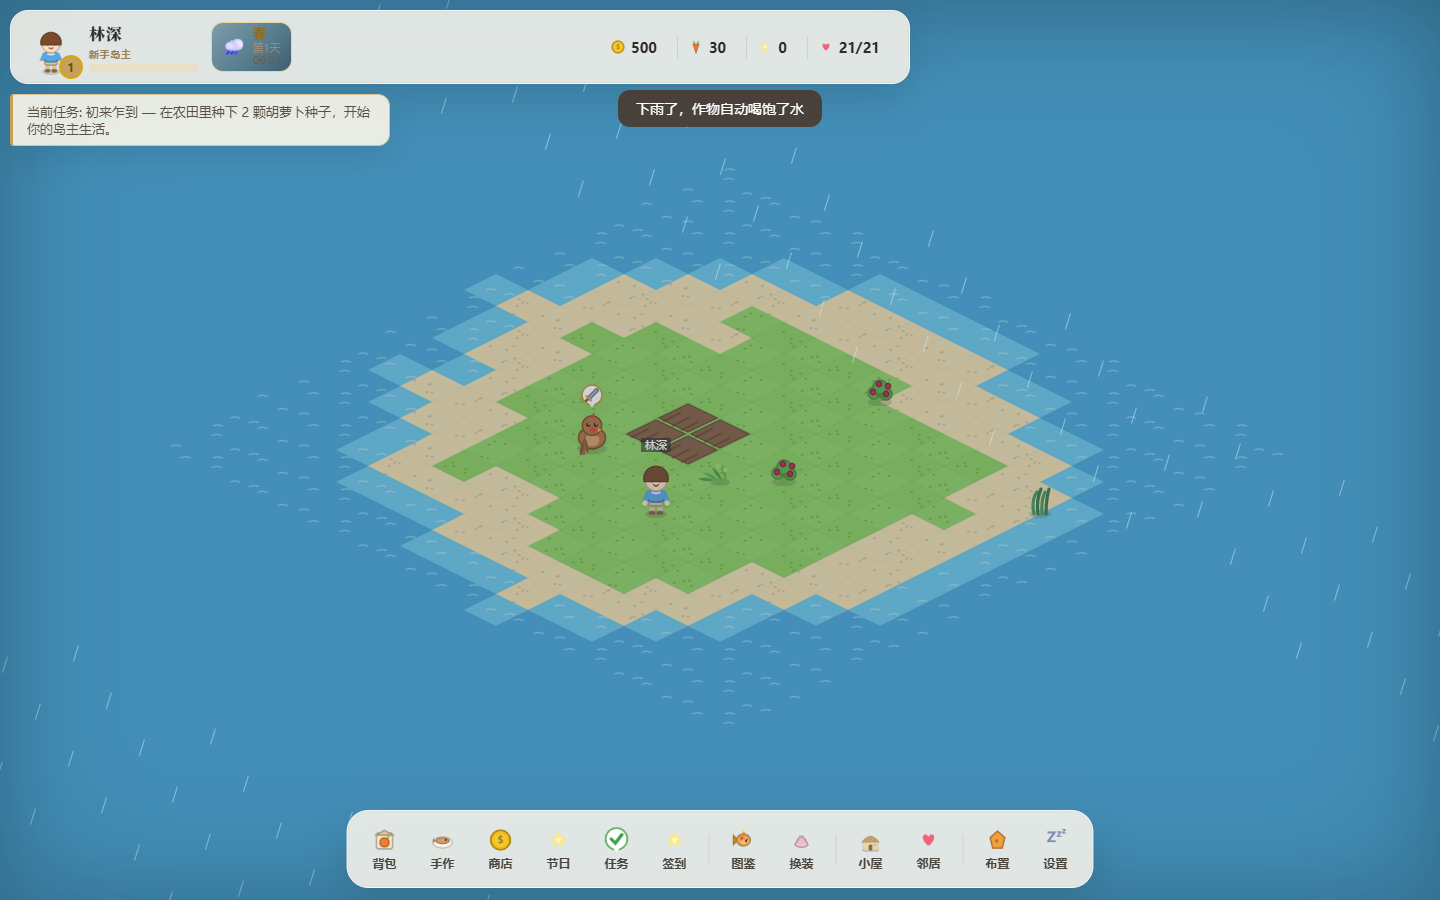 林深
新手岛主
1
春
第1天
06:00
500
30
0
21/21
当前任务: 初来乍到 — 在农田里种下 2 颗胡萝卜种子，开始
你的岛主生活。
下雨了，作物自动喝饱了水
林深
背包 手作 商店 节日 任务 签到 图鉴 换装 小屋 邻居 布置 设置